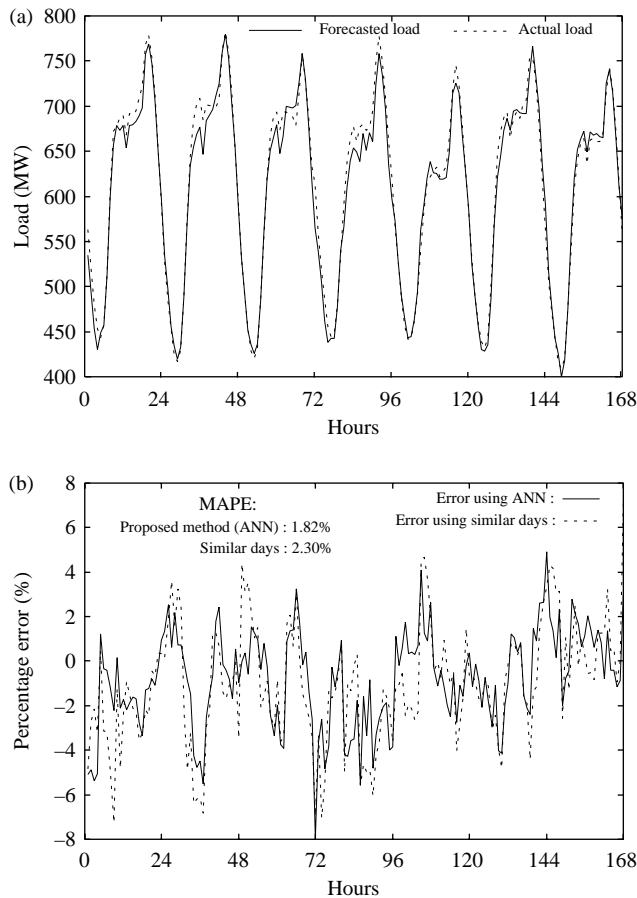 (a)
Forecasted load
Actual load
800
750
700
650
600
550
500
450
400
Load (MW)
0 24 48 72 96 120 144 168
Hours
(b)
MAPE:
Proposed method (ANN) : 1.82%
Similar days : 2.30%
Error using ANN :
Error using similar days :
8
6
4
2
0
–2
–4
–6
–8
Percentage error (%)
0 24 48 72 96 120 144 168
Hours